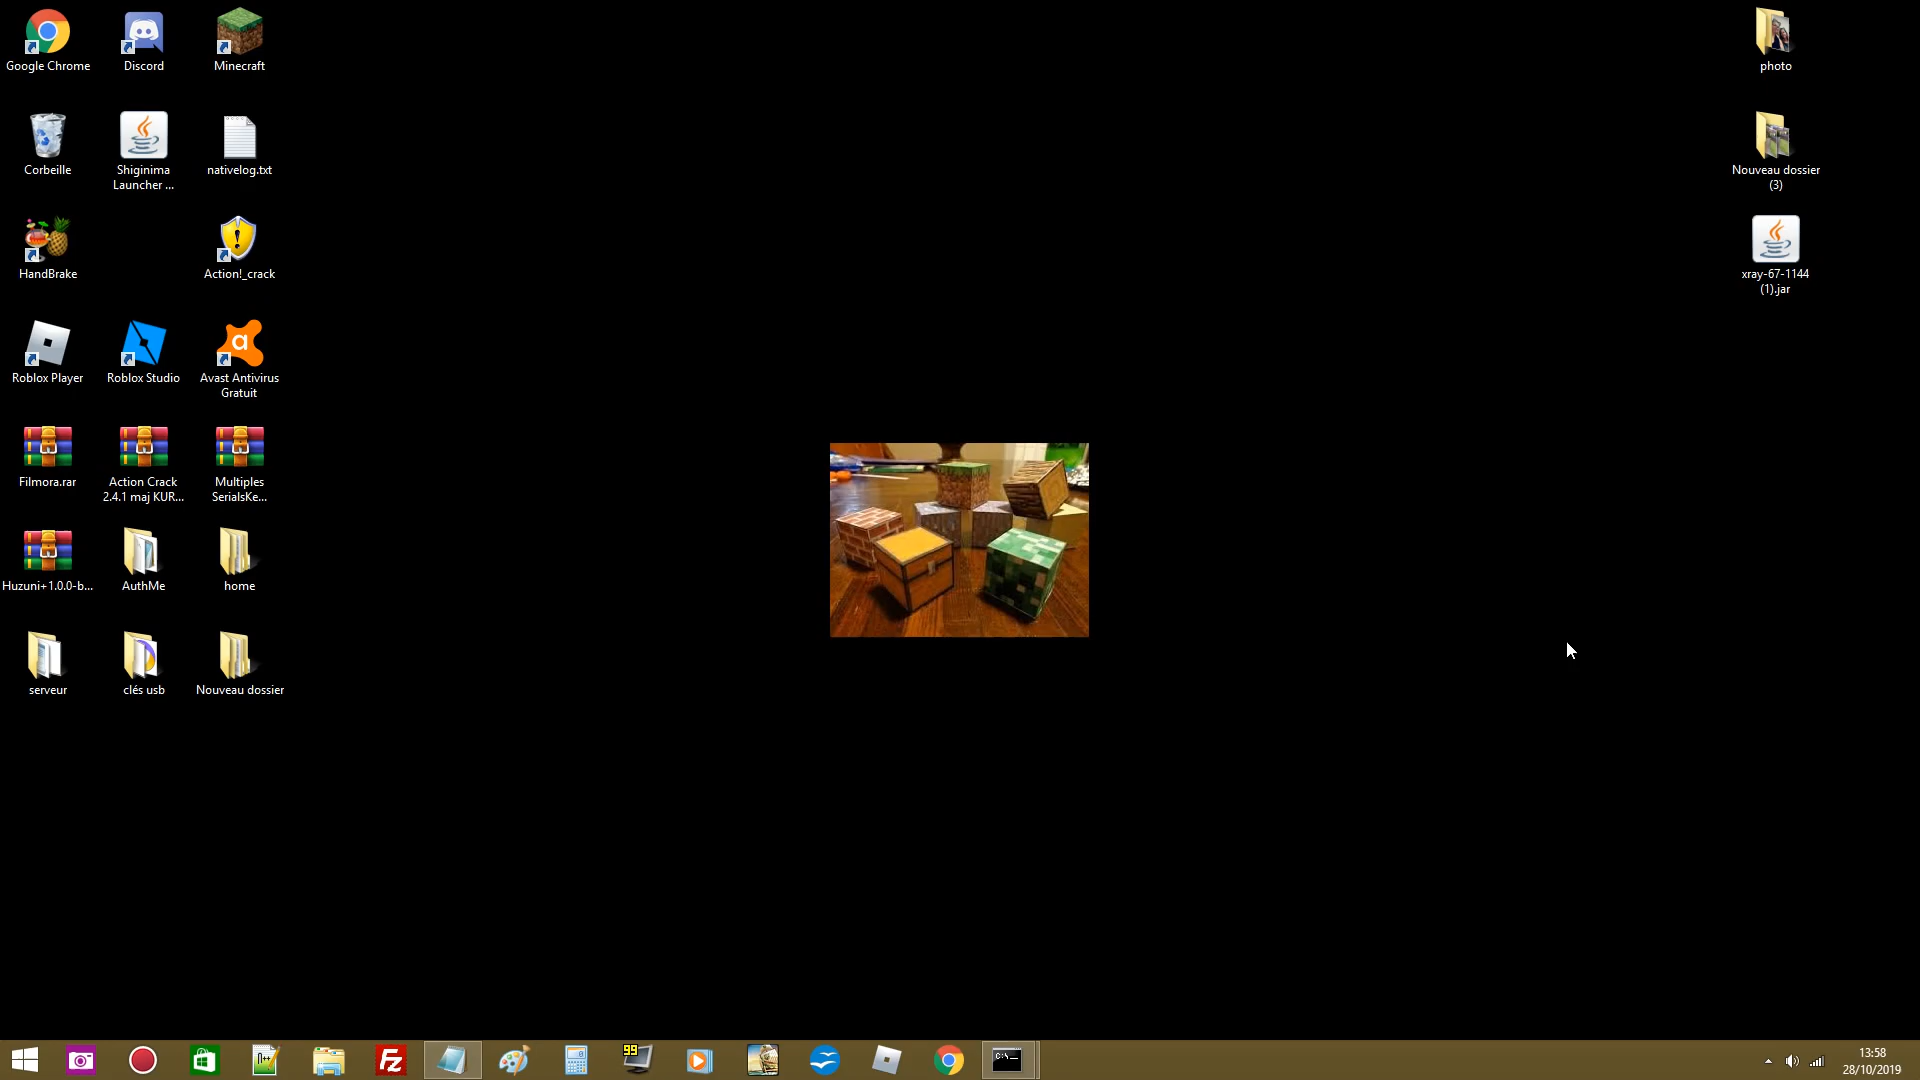 Google Chrome
Discord
Minecraft
photo
Corbeille
Shiginima
Launcher ...
nativelog.txt
Nouveau dossier
(3)
HandBrake
Action!_crack
xray-67-1144
(1).jar
Roblox Player
Roblox Studio
Avast Antivirus
Gratuit
Filmora.rar
Action Crack
2.4.1 maj KUR...
Multiples
SerialsKe...
Huzuni+1.0.0-b...
AuthMe
home
serveur
clés usb
Nouveau dossier
99
C:\_
13:58
28/10/2019